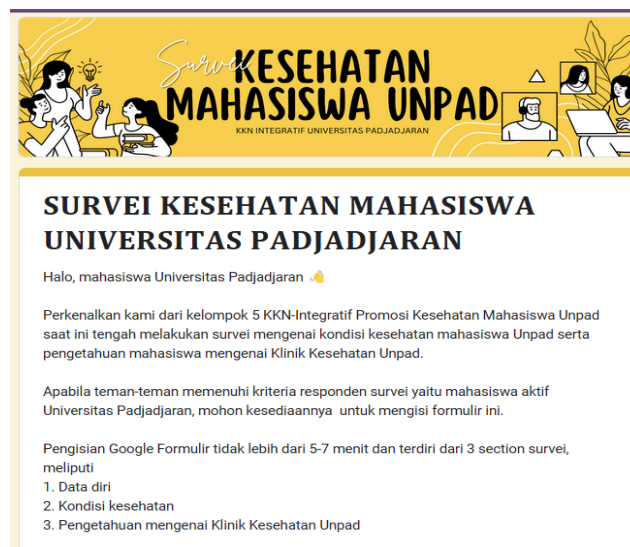 Survei KESEHATAN
MAHASISWA UNPAD
KKN INTEGRATIF UNIVERSITAS PADJADJARAN
SURVEI KESEHATAN MAHASISWA
UNIVERSITAS PADJADJARAN
Halo, mahasiswa Universitas Padjadjaran 👋
Perkenalkan kami dari kelompok 5 KKN-Integratif Promosi Kesehatan Mahasiswa Unpad
saat ini tengah melakukan survei mengenai kondisi kesehatan mahasiswa Unpad serta
pengetahuan mahasiswa mengenai Klinik Kesehatan Unpad.
Apabila teman-teman memenuhi kriteria responden survei yaitu mahasiswa aktif
Universitas Padjadjaran, mohon kesediaannya untuk mengisi formulir ini.
Pengisian Google Formulir tidak lebih dari 5-7 menit dan terdiri dari 3 section survei,
meliputi
1. Data diri
2. Kondisi kesehatan
3. Pengetahuan mengenai Klinik Kesehatan Unpad